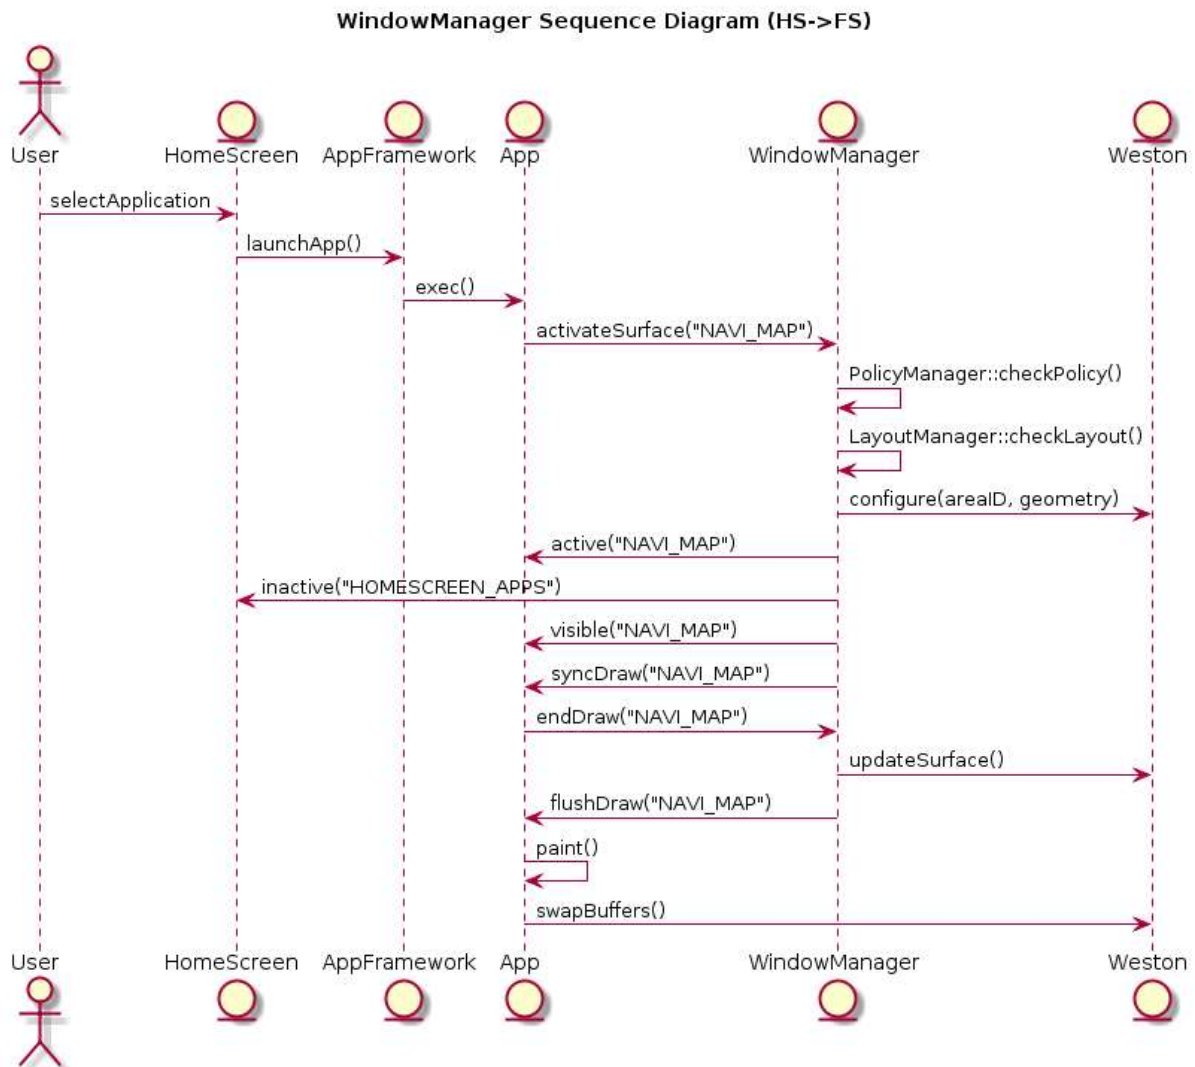 WindowManager Sequence Diagram (HS->FS)
User HomeScreen AppFramework App WindowManager Weston
selectApplication
launchApp()
exec()
activateSurface("NAVI_MAP")
PolicyManager::checkPolicy()
LayoutManager::checkLayout()
configure(areaID, geometry)
active("NAVI_MAP")
inactive("HOMESCREEN_APPS")
visible("NAVI_MAP")
syncDraw("NAVI_MAP")
endDraw("NAVI_MAP")
updateSurface()
flushDraw("NAVI_MAP")
paint()
swapBuffers()
User HomeScreen AppFramework App WindowManager Weston